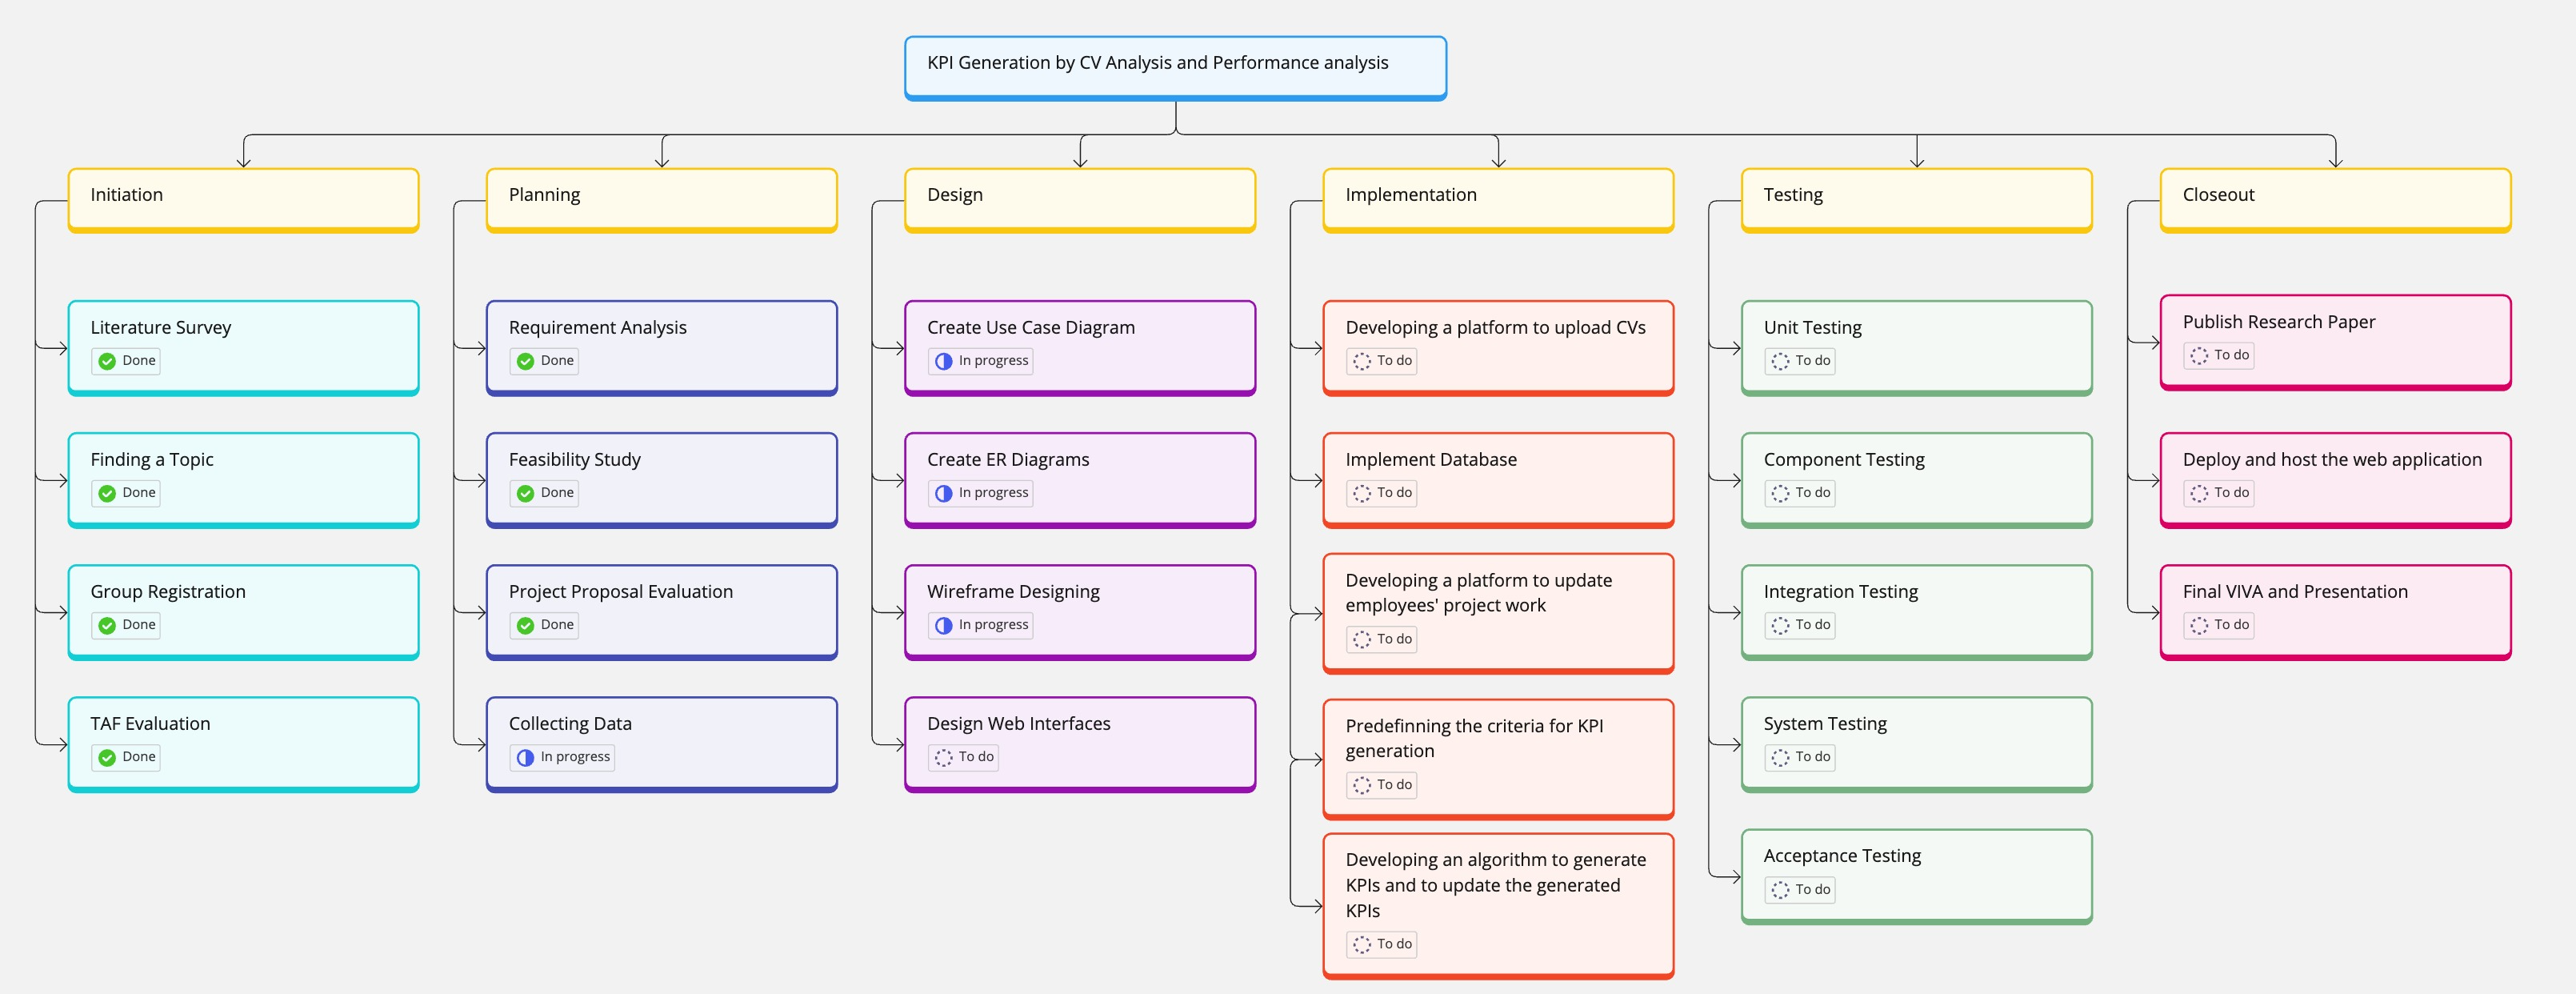 KPI Generation by CV Analysis and Performance analysis
Initiation
Literature Survey
Done
Finding a Topic
Done
Group Registration
Done
TAF Evaluation
Done
Planning
Requirement Analysis
Done
Feasibility Study
Done
Project Proposal Evaluation
Done
Collecting Data
In progress
Design
Create Use Case Diagram
In progress
Create ER Diagrams
In progress
Wireframe Designing
In progress
Design Web Interfaces
To do
Implementation
Developing a platform to upload CVs
To do
Implement Database
To do
Developing a platform to update
employees' project work
To do
Predefinning the criteria for KPI
generation
To do
Developing an algorithm to generate
KPIs and to update the generated
KPIs
To do
Testing
Unit Testing
To do
Component Testing
To do
Integration Testing
To do
System Testing
To do
Acceptance Testing
To do
Closeout
Publish Research Paper
To do
Deploy and host the web application
To do
Final VIVA and Presentation
To do